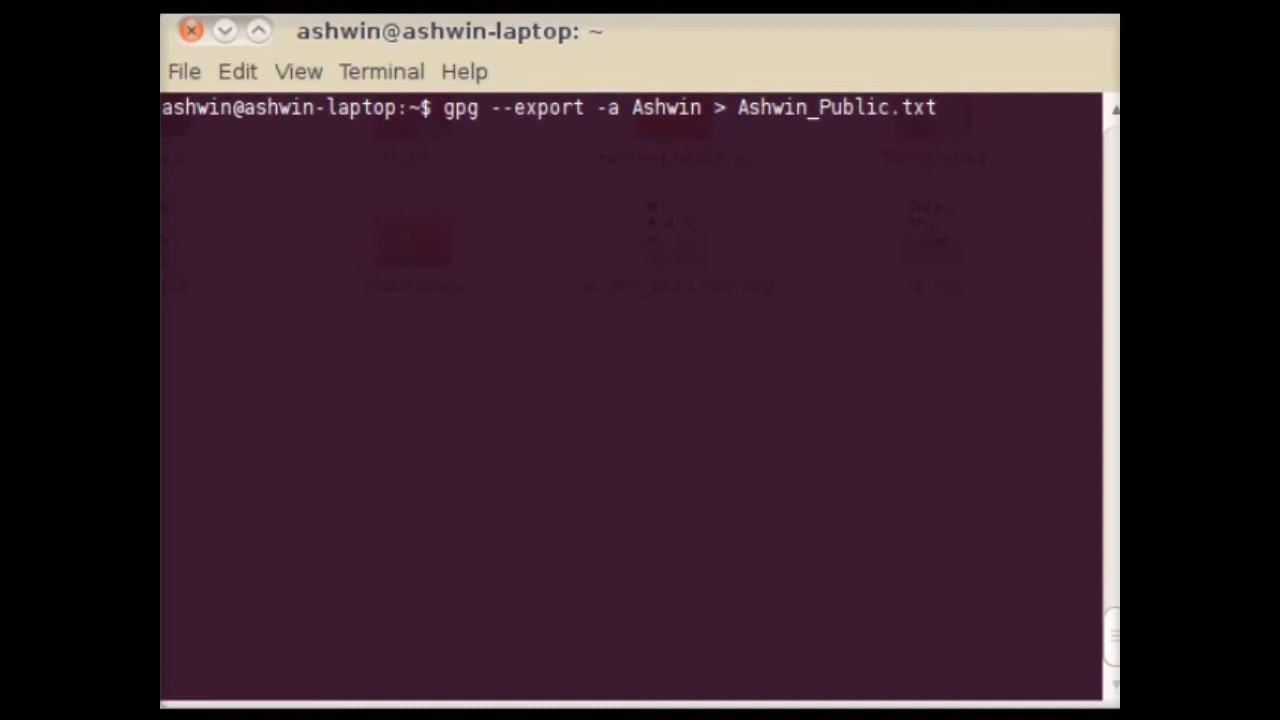 ashwin@ashwin-laptop: ~
File Edit View Terminal Help
ashwin@ashwin-laptop:~$ gpg --export -a Ashwin > Ashwin_Public.txt